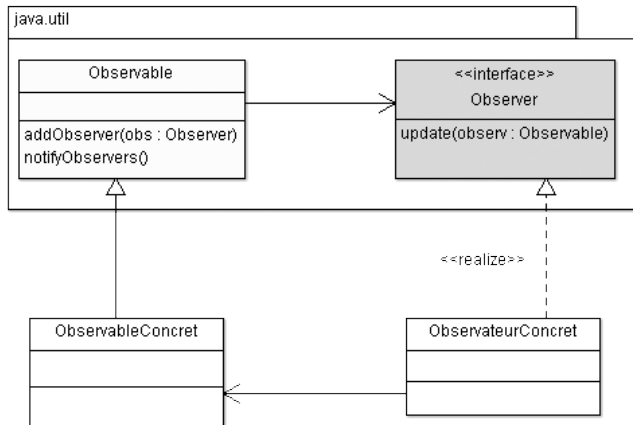 java.util
Observable
addObserver(obs : Observer)
notifyObservers()
<<interface>>
Observer
update(observ : Observable)
<<realize>>
ObservableConcret
ObservateurConcret